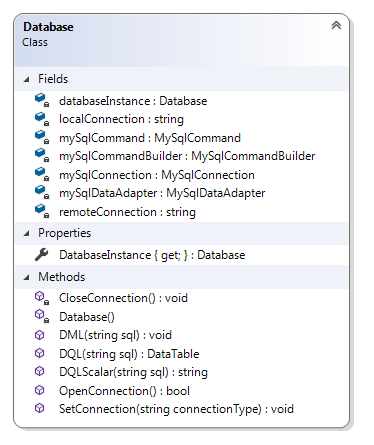 Database
Class
Fields
databaseInstance : Database
localConnection : string
mySqlCommand : MySqlCommand
mySqlCommandBuilder : MySqlCommandBuilder
mySqlConnection : MySqlConnection
mySqlDataAdapter : MySqlDataAdapter
remoteConnection : string
Properties
DatabaseInstance { get; } : Database
Methods
CloseConnection() : void
Database()
DML(string sql) : void
DQL(string sql) : DataTable
DQLScalar(string sql) : string
OpenConnection() : bool
SetConnection(string connectionType) : void